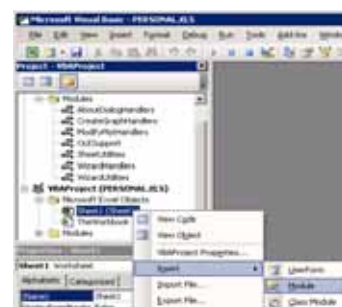 Microsoft Visual Basic - PERSONAL.XLS
File Edit View Insert Format Debug Run Tools Add-Ins Window
Project - VBAProject
Modules
AboutDialogHandlers
CreateGraphHandlers
ModifyPlotHandlers
OutSupport
SheetUtilities
WizardHandlers
WizardUtilities
VBAProject (PERSONAL.XLS)
Microsoft Excel Objects
Sheet1 (Sheet
ThisWorkbook
Modules
View Code
View Object
VBAProject Properties...
Insert
Import File...
Export File...
UserForm
Module
Class Module
Sheet1 Worksheet
Alphabetic Categorized
Sheet1